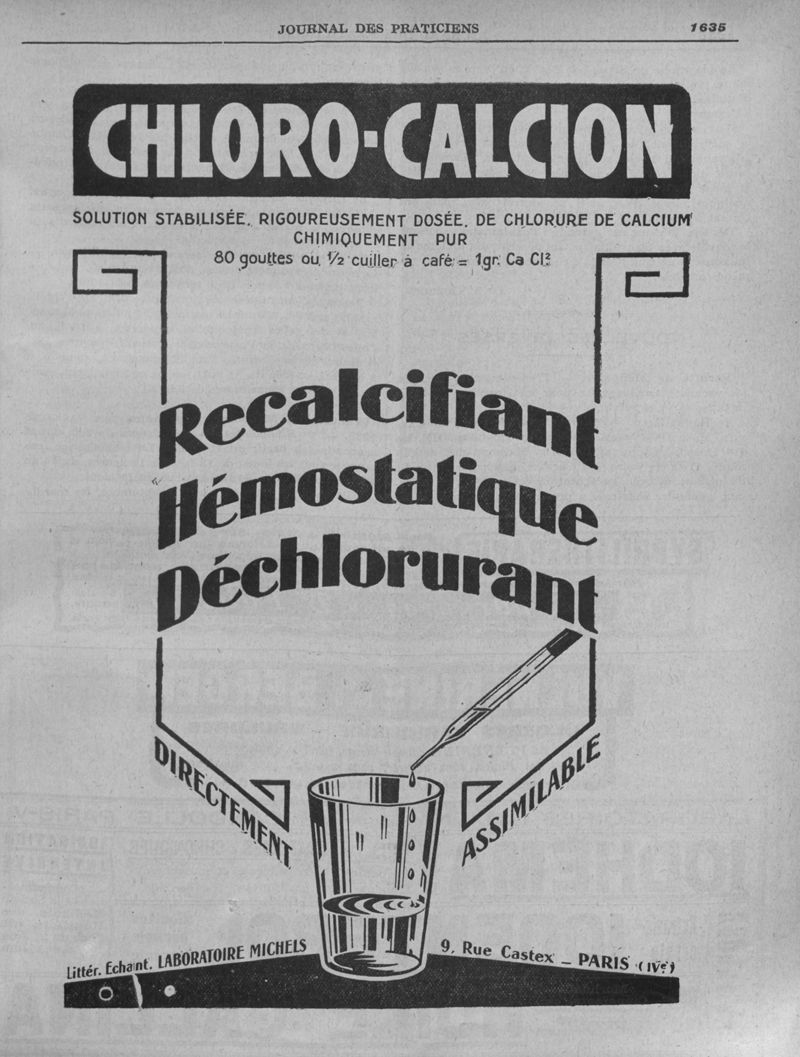 JOURNAL DES PRATICIENS 1635
CHLORO-CALCION
SOLUTION STABILISÉE, RIGOUREUSEMENT DOSÉE, DE CHLORURE DE CALCIUM
CHIMIQUEMENT PUR
80 gouttes ou ½ cuiller à café = 1gr. Ca Cl²
Recalcifiant
Hémostatique
Déchlorurant
DIRECTEMENT
ASSIMILABLE
Littér. Echant. LABORATOIRE MICHELS 9, Rue Castex _ PARIS (IVᵉ)